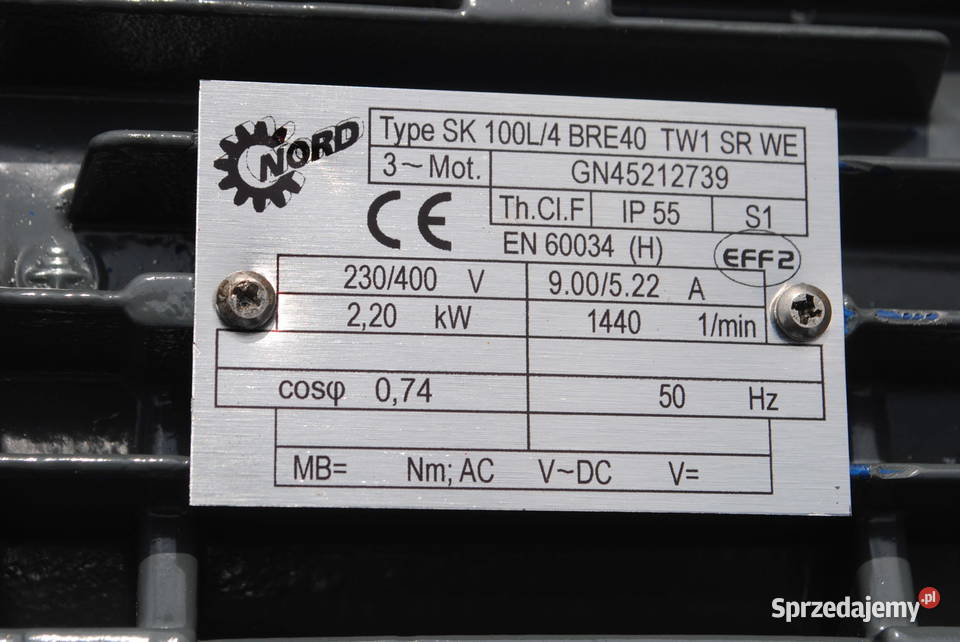 NORD
Type SK 100L/4 BRE40 TW1 SR WE
3~Mot. GN45212739
Th.Cl.F IP 55 S1
CE EN 60034 (H) EFF2
230/400 V 9.00/5.22 A
2,20 kW 1440 1/min
cosφ 0,74 50 Hz
MB= Nm; AC V~DC V=
Sprzedajemy.pl